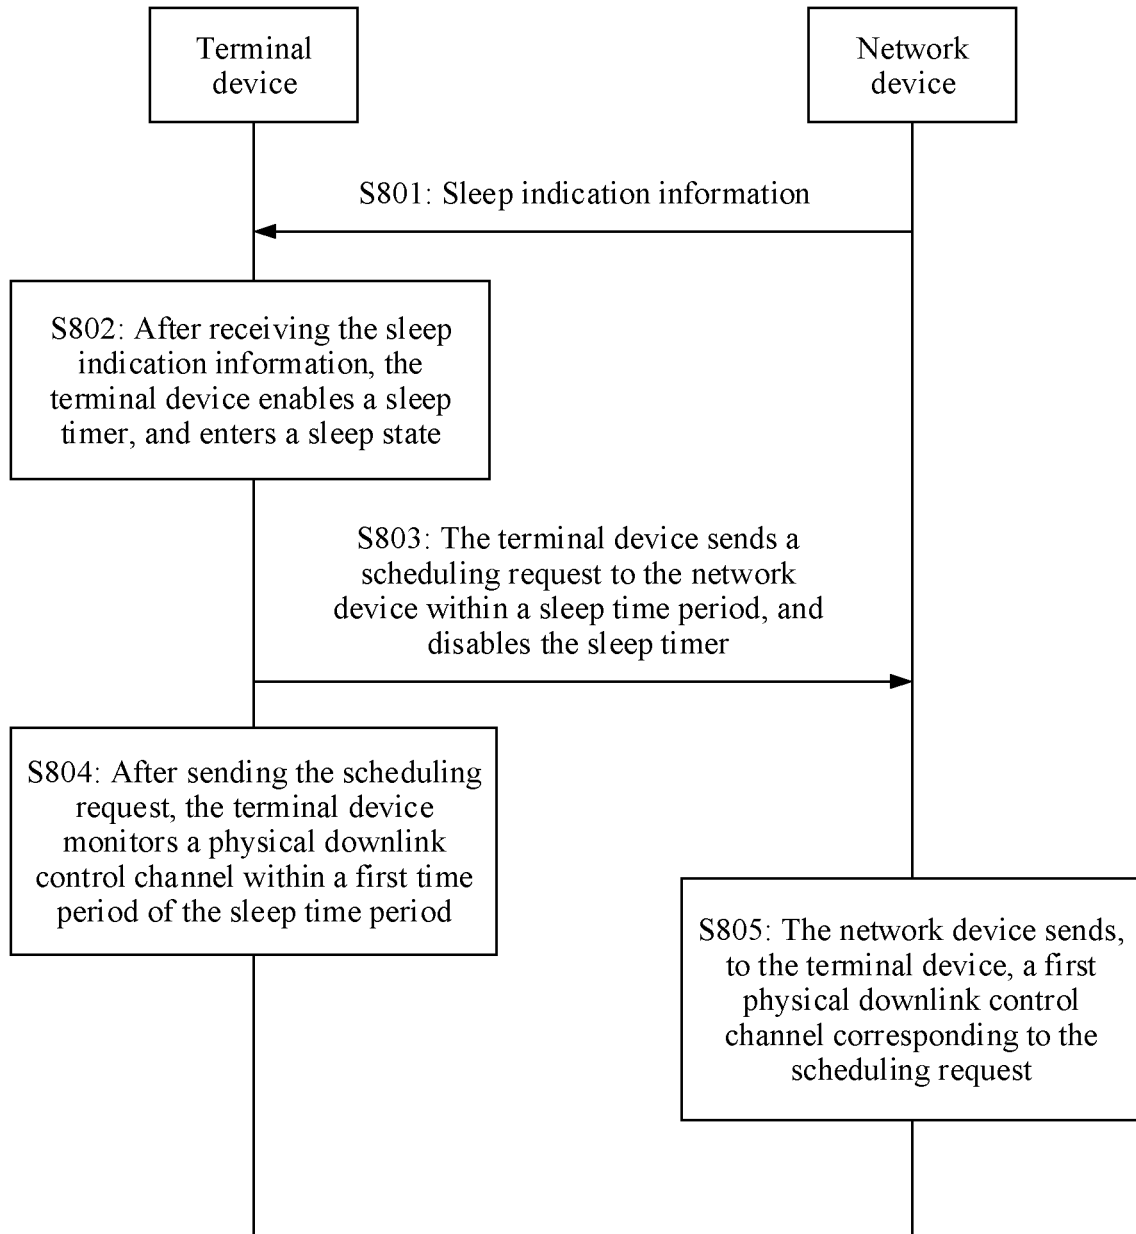 Terminal
device
Network
device
S801: Sleep indication information
S802: After receiving the sleep
indication information, the
terminal device enables a sleep
timer, and enters a sleep state
S803: The terminal device sends a
scheduling request to the network
device within a sleep time period, and
disables the sleep timer
S804: After sending the scheduling
request, the terminal device
monitors a physical downlink
control channel within a first time
period of the sleep time period
S805: The network device sends,
to the terminal device, a first
physical downlink control
channel corresponding to the
scheduling request